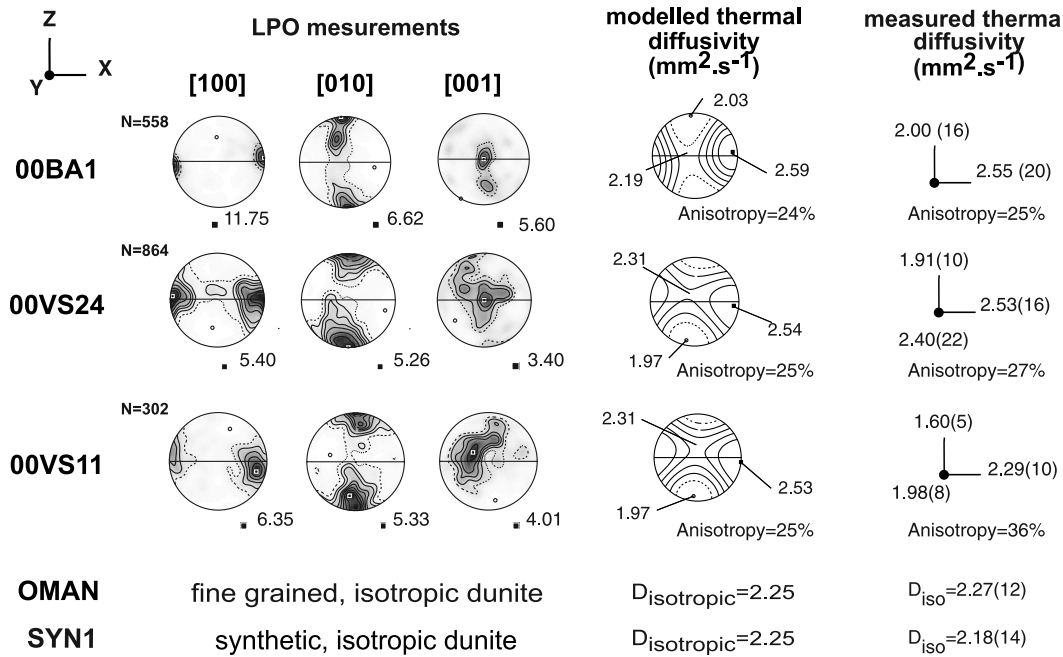 Z
X
Y
LPO mesurements
[100] [010] [001]
modelled thermal
diffusivity
(mm².s⁻¹)
measured therma
diffusivity
(mm².s⁻¹)
00BA1
N=558
11.75 6.62 5.60
2.03
2.19
2.59
Anisotropy=24%
2.00 (16)
2.55 (20)
Anisotropy=25%
00VS24
N=864
5.40 5.26 3.40
2.31
2.54
1.97
Anisotropy=25%
1.91(10)
2.53(16)
2.40(22)
Anisotropy=27%
00VS11
N=302
6.35 5.33 4.01
2.31
2.53
1.97
Anisotropy=25%
1.60(5)
2.29(10)
1.98(8)
Anisotropy=36%
OMAN fine grained, isotropic dunite Disotropic=2.25 Diso=2.27(12)
SYN1 synthetic, isotropic dunite Disotropic=2.25 Diso=2.18(14)